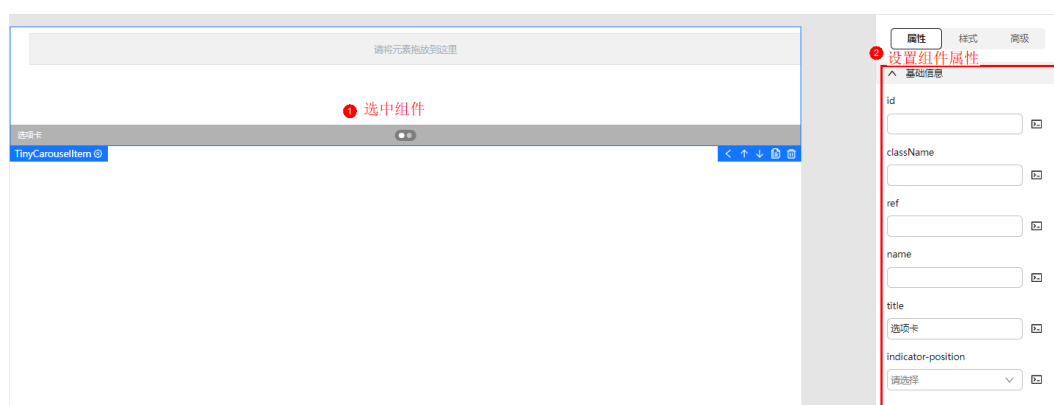 请将元素拖放到这里
1 选中组件
选项卡
TinyCarouselItem
属性 样式 高级
2 设置组件属性
基础信息
id
className
ref
name
title
选项卡
indicator-position
请选择